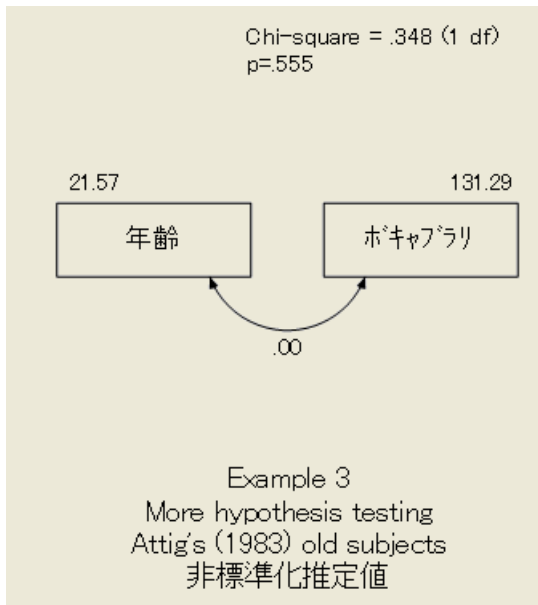 Chi-square = .348 (1 df)
p=.555
21.57
131.29
年齢
ﾎﾞｷｬﾌﾞﾗﾘ
.00
Example 3
More hypothesis testing
Attig's (1983) old subjects
非標準化推定値